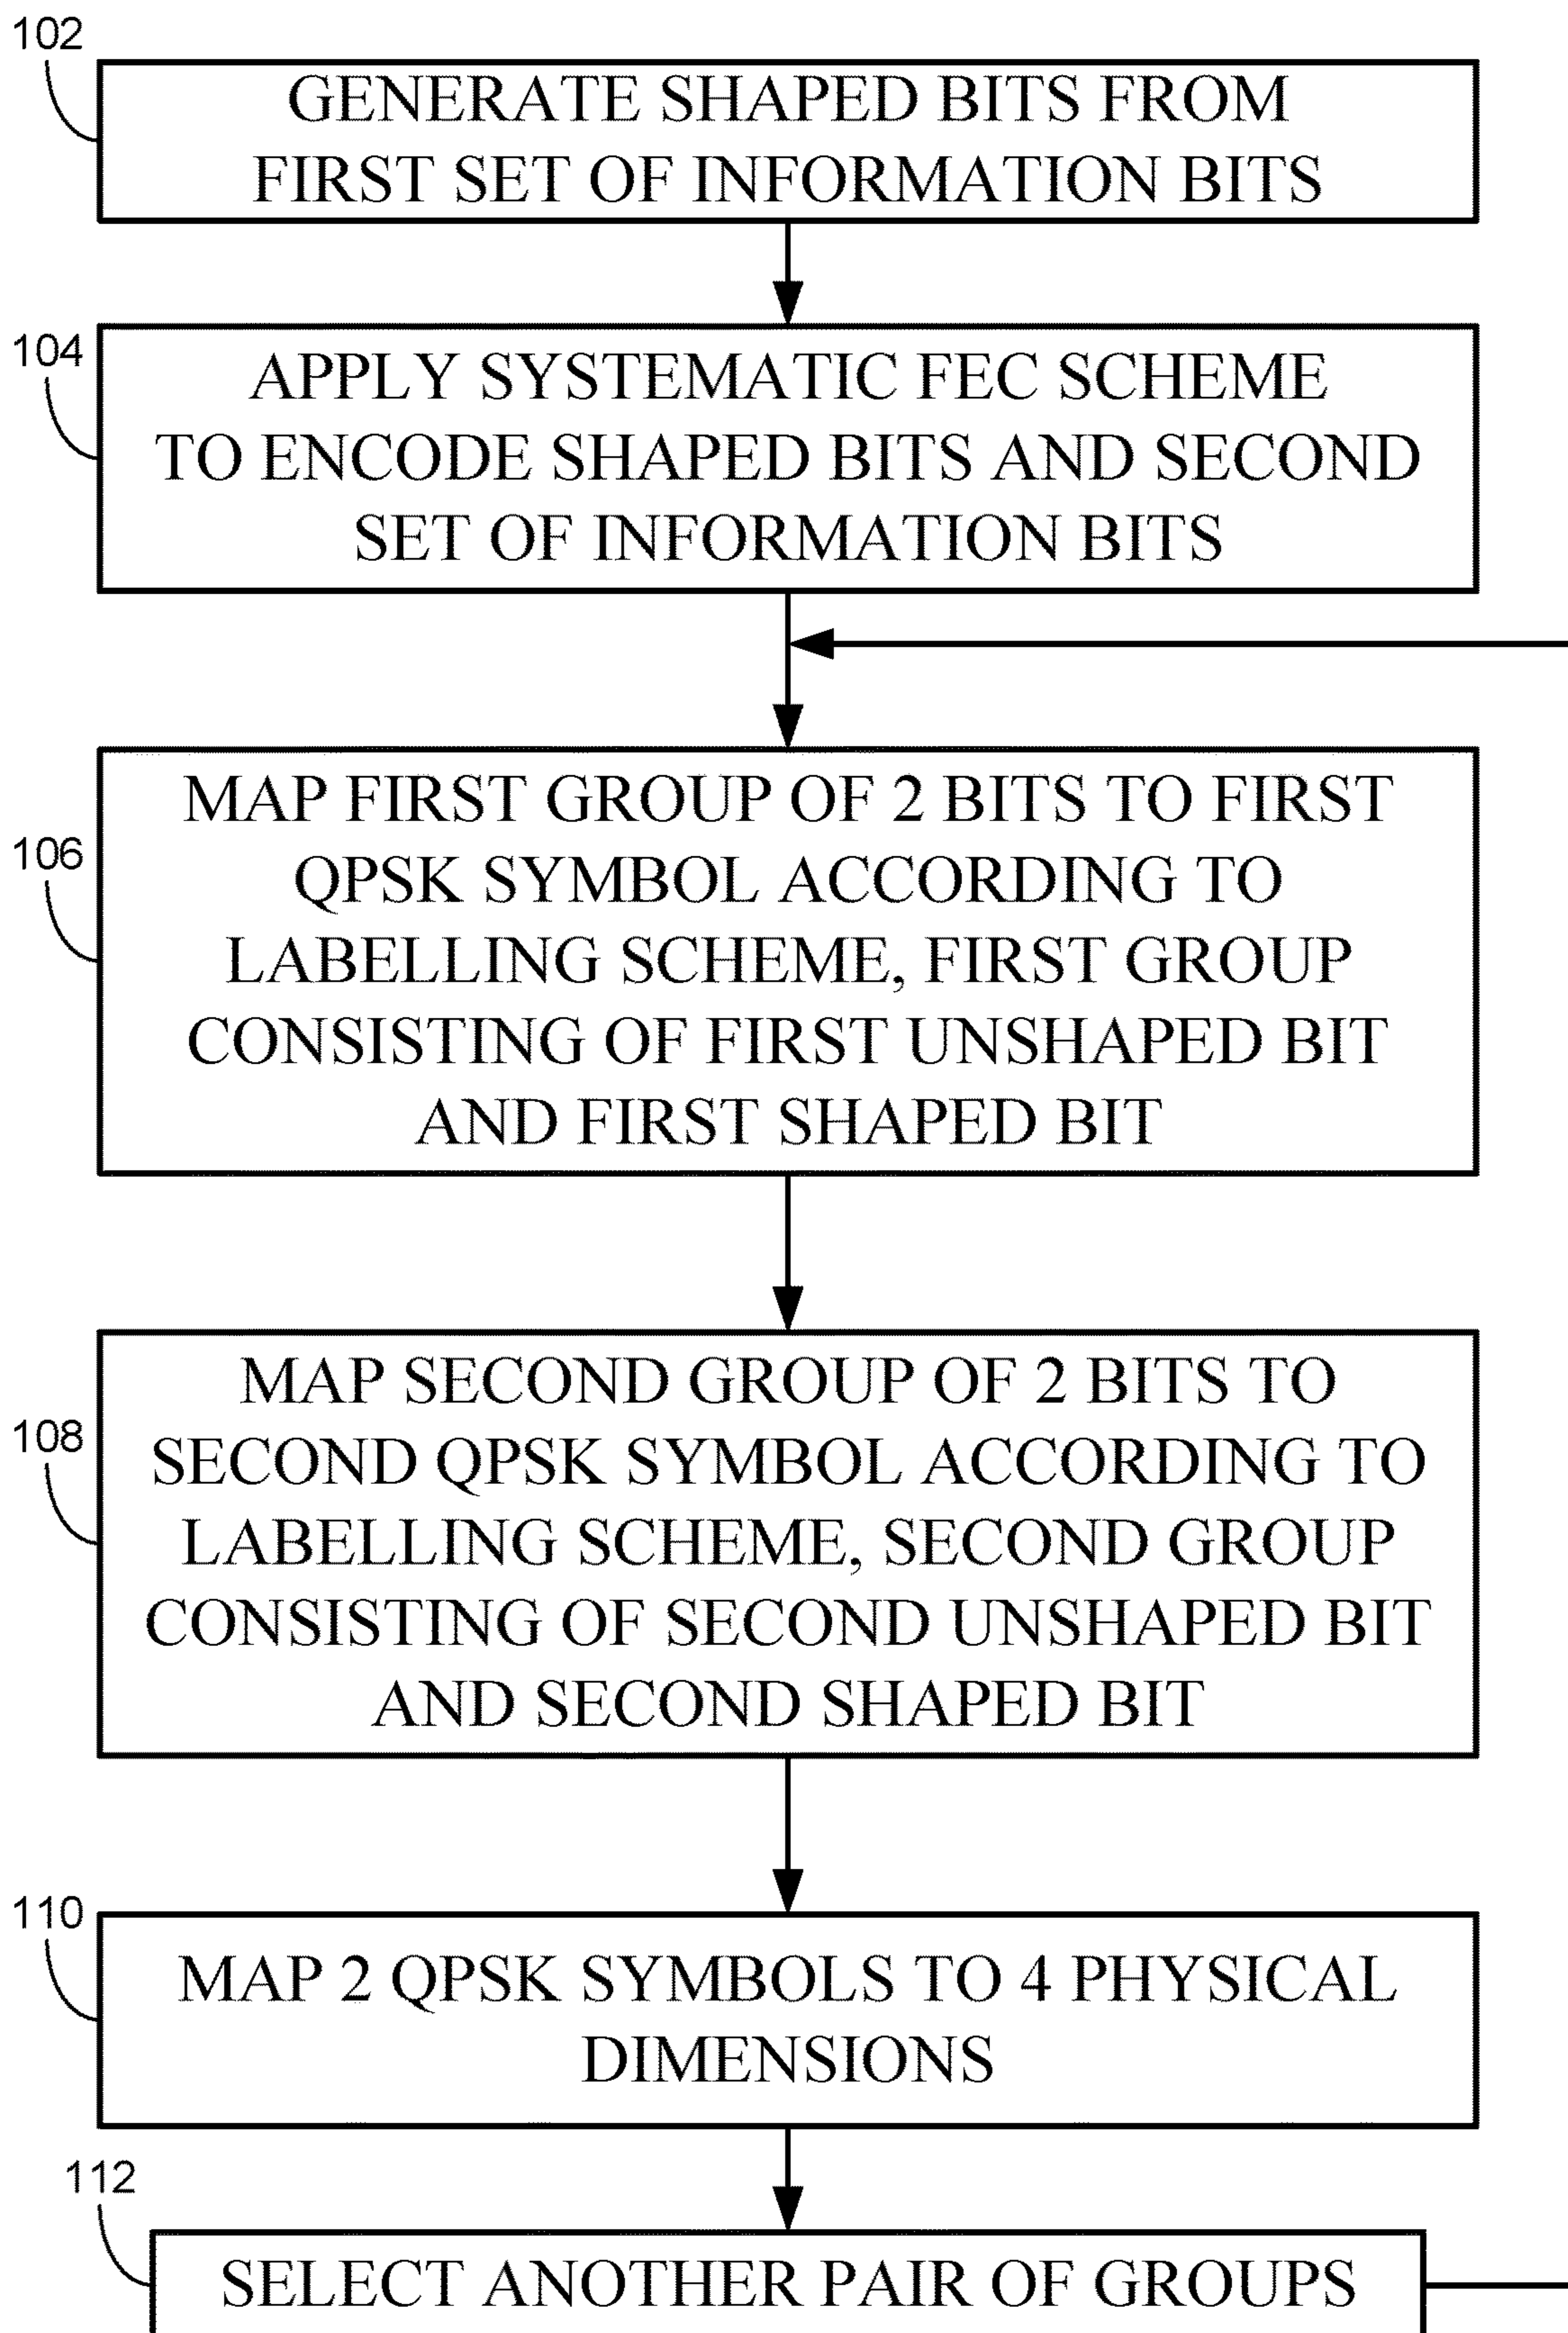 102
GENERATE SHAPED BITS FROM
FIRST SET OF INFORMATION BITS
104
APPLY SYSTEMATIC FEC SCHEME
TO ENCODE SHAPED BITS AND SECOND
SET OF INFORMATION BITS
106
MAP FIRST GROUP OF 2 BITS TO FIRST
QPSK SYMBOL ACCORDING TO
LABELLING SCHEME, FIRST GROUP
CONSISTING OF FIRST UNSHAPED BIT
AND FIRST SHAPED BIT
108
MAP SECOND GROUP OF 2 BITS TO
SECOND QPSK SYMBOL ACCORDING TO
LABELLING SCHEME, SECOND GROUP
CONSISTING OF SECOND UNSHAPED BIT
AND SECOND SHAPED BIT
110
MAP 2 QPSK SYMBOLS TO 4 PHYSICAL
DIMENSIONS
112
SELECT ANOTHER PAIR OF GROUPS